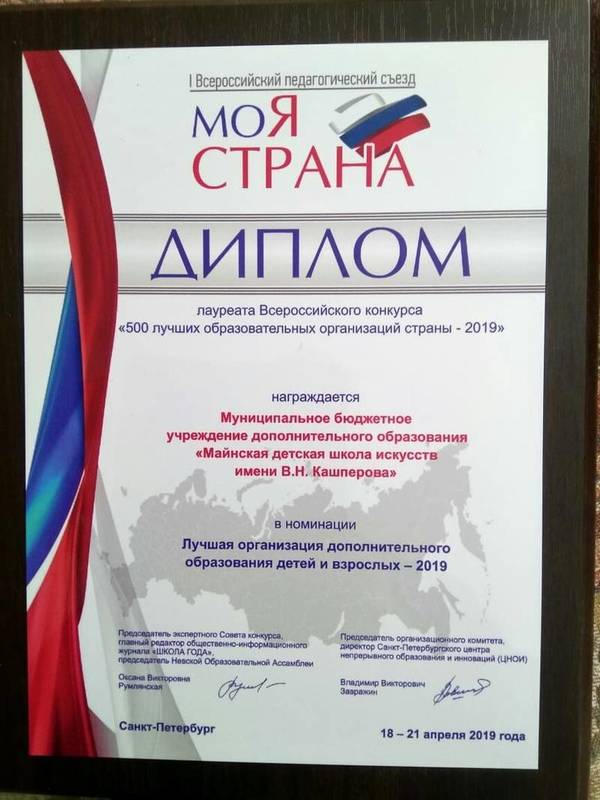 I Всероссийский педагогический съезд
МОЯ
СТРАНА
ДИПЛОМ
лауреата Всероссийского конкурса
«500 лучших образовательных организаций страны - 2019»
награждается
Муниципальное бюджетное
учреждение дополнительного образования
«Майнская детская школа искусств
имени В.Н. Кашперова»
в номинации
Лучшая организация дополнительного
образования детей и взрослых – 2019
Председатель экспертного Совета конкурса,
главный редактор общественно-информационного
журнала «ШКОЛА ГОДА»,
председатель Невской Образовательной Ассамблеи
Оксана Викторовна
Румлянская
Председатель организационного комитета,
директор Санкт-Петербургского центра
непрерывного образования и инноваций (ЦНОИ)
Владимир Викторович
Завражин
Санкт-Петербург
18 – 21 апреля 2019 года